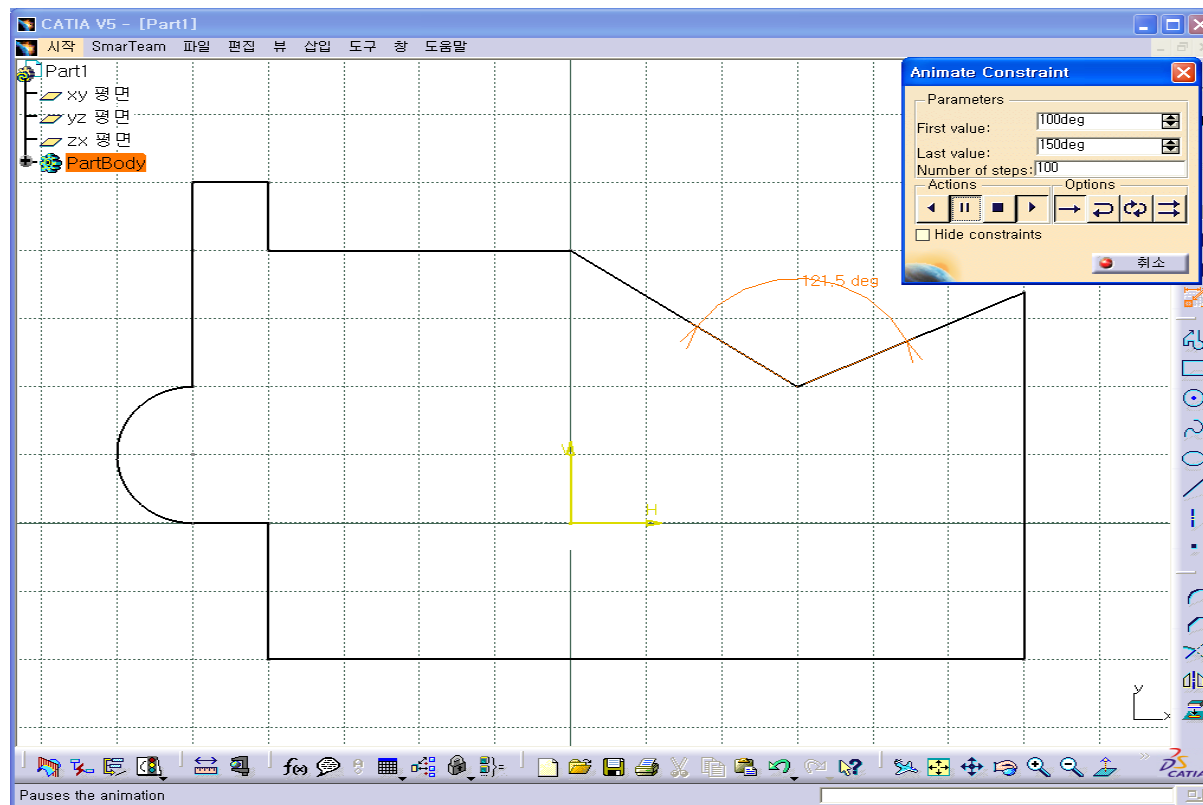 CATIA V5 - [Part1]
시작 SmarTeam 파일 편집 뷰 삽입 도구 창 도움말
Part1
xy 평면
yz 평면
zx 평면
PartBody
Animate Constraint
Parameters
First value: 100deg
Last value: 150deg
Number of steps: 100
Actions Options
Hide constraints
취소
121,5 deg
V
H
y
x
f(x)
CATIA
Pauses the animation